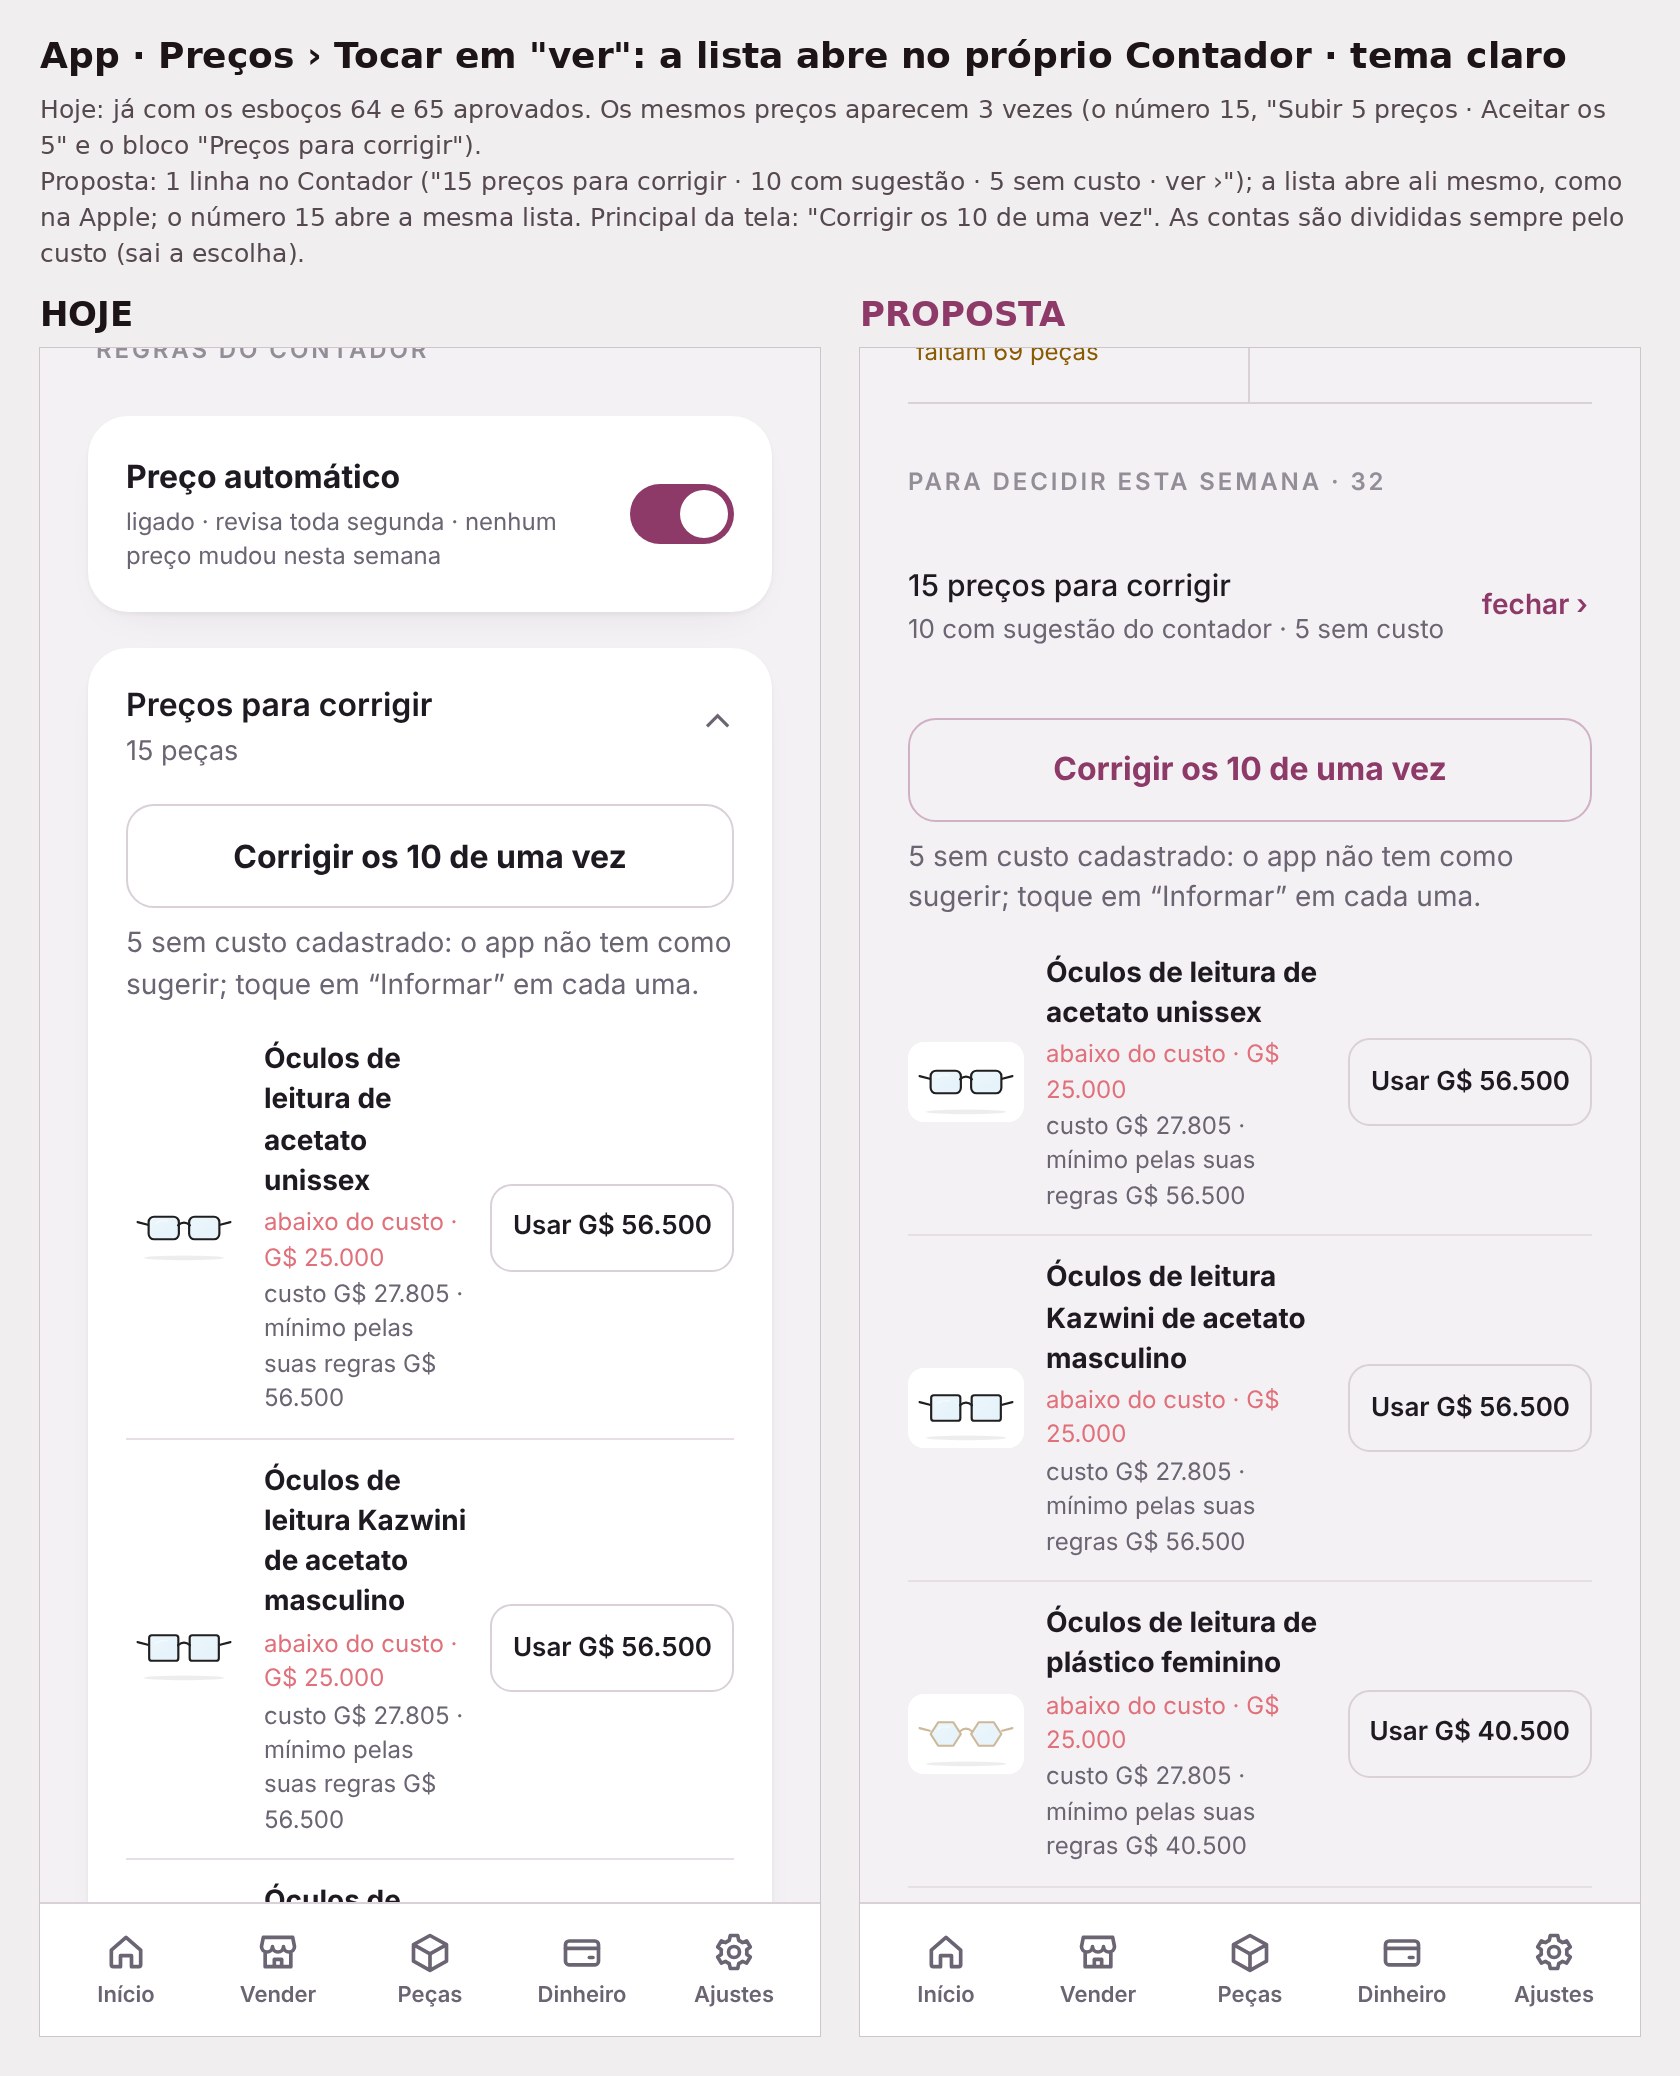 App · Preços › Tocar em "ver": a lista abre no próprio Contador · tema claro
Hoje: já com os esboços 64 e 65 aprovados. Os mesmos preços aparecem 3 vezes (o número 15, "Subir 5 preços · Aceitar os
5" e o bloco "Preços para corrigir").
Proposta: 1 linha no Contador ("15 preços para corrigir · 10 com sugestão · 5 sem custo · ver ›"); a lista abre ali mesmo, como
na Apple; o número 15 abre a mesma lista. Principal da tela: "Corrigir os 10 de uma vez". As contas são divididas sempre pelo
custo (sai a escolha).
HOJE
REGRAS DO CONTADOR
Preço automático
ligado · revisa toda segunda · nenhum
preço mudou nesta semana
Preços para corrigir
15 peças
Corrigir os 10 de uma vez
5 sem custo cadastrado: o app não tem como
sugerir; toque em “Informar” em cada uma.
Óculos de
leitura de
acetato
unissex
abaixo do custo ·
G$ 25.000
custo G$ 27.805 ·
mínimo pelas
suas regras G$
56.500
Usar G$ 56.500
Óculos de
leitura Kazwini
de acetato
masculino
abaixo do custo ·
G$ 25.000
custo G$ 27.805 ·
mínimo pelas
suas regras G$
56.500
Usar G$ 56.500
Óculos de
Início
Vender
Peças
Dinheiro
Ajustes
PROPOSTA
faltam 69 peças
PARA DECIDIR ESTA SEMANA · 32
15 preços para corrigir
10 com sugestão do contador · 5 sem custo
fechar ›
Corrigir os 10 de uma vez
5 sem custo cadastrado: o app não tem como
sugerir; toque em “Informar” em cada uma.
Óculos de leitura de
acetato unissex
abaixo do custo · G$
25.000
custo G$ 27.805 ·
mínimo pelas suas
regras G$ 56.500
Usar G$ 56.500
Óculos de leitura
Kazwini de acetato
masculino
abaixo do custo · G$
25.000
custo G$ 27.805 ·
mínimo pelas suas
regras G$ 56.500
Usar G$ 56.500
Óculos de leitura de
plástico feminino
abaixo do custo · G$
25.000
custo G$ 27.805 ·
mínimo pelas suas
regras G$ 40.500
Usar G$ 40.500
Início
Vender
Peças
Dinheiro
Ajustes